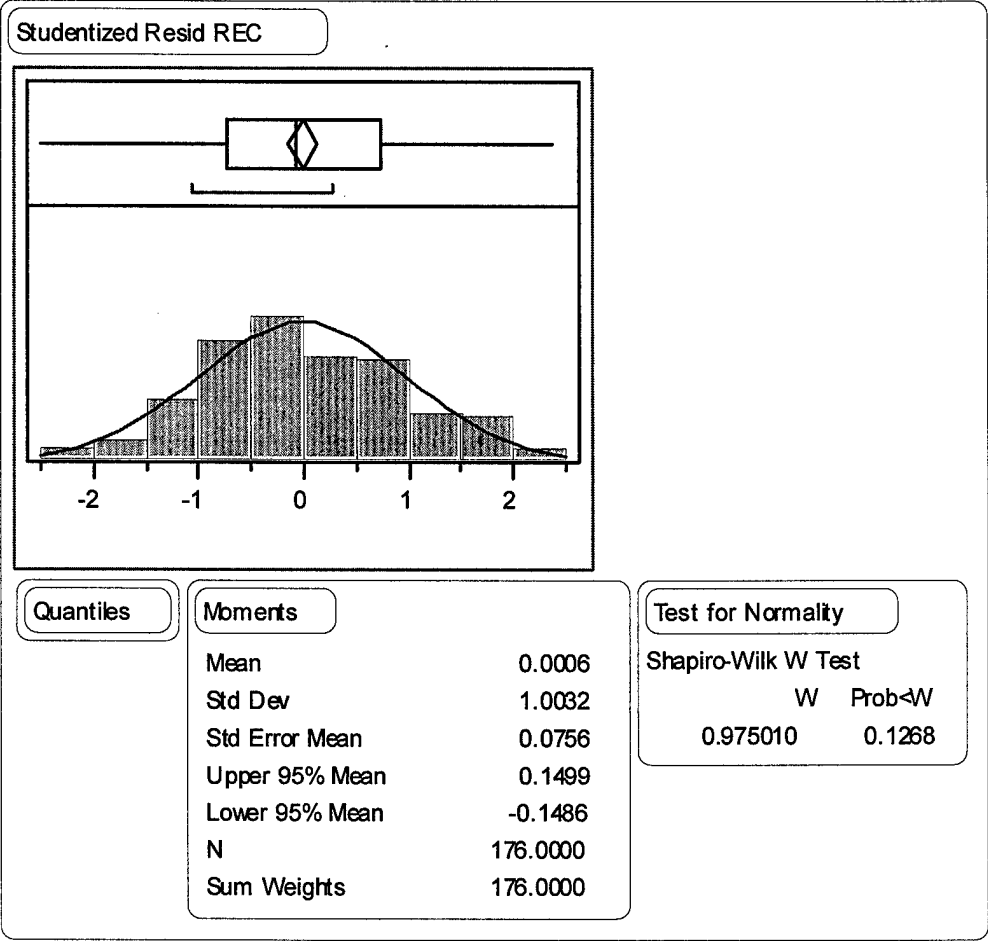 Studentized Resid REC
-2 -1 0 1 2
Quantiles
Moments
Mean 0.0006
Std Dev 1.0032
Std Error Mean 0.0756
Upper 95% Mean 0.1499
Lower 95% Mean -0.1486
N 176.0000
Sum Weights 176.0000
Test for Normality
Shapiro-Wilk W Test
W Prob<W
0.975010 0.1268